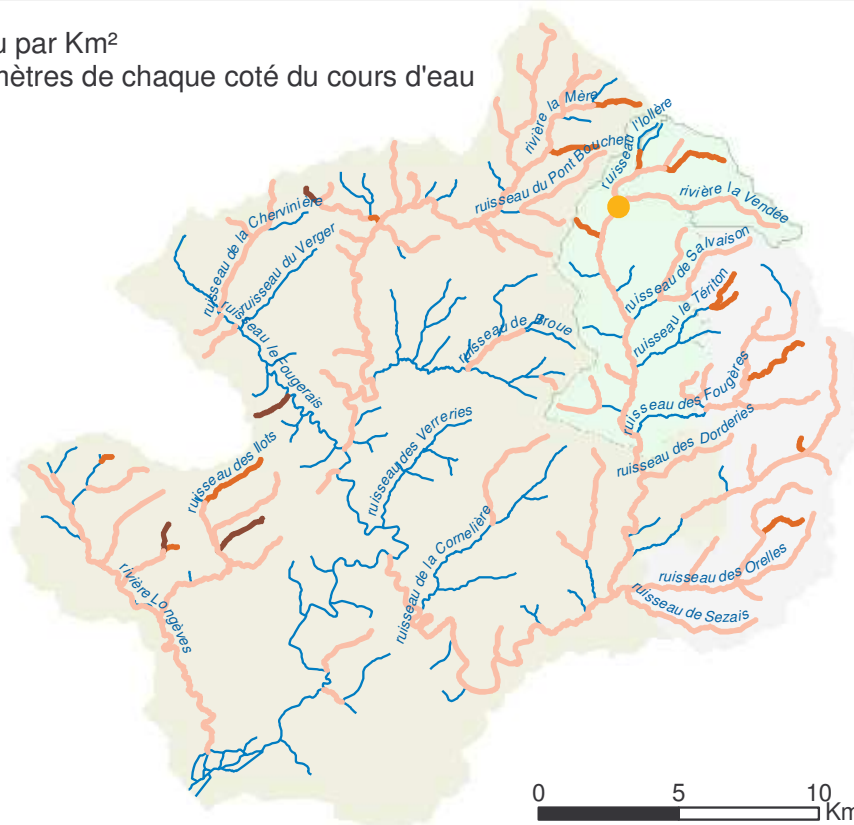 u par Km²
mètres de chaque coté du cours d'eau
rivière la Mère
ruisseau l'Iolière
ruisseau du Pont Boucher
rivière la Vendée
ruisseau de la Chervinière
ruisseau du Verger
ruisseau de Salvaison
ruisseau le Tériton
ruisseau le Fougerais
ruisseau de Broue
ruisseau des Fougères
ruisseau des Verreries
ruisseau des Dorderies
ruisseau des Ilots
ruisseau de la Cornelière
ruisseau des Orelles
rivière Longèves
ruisseau de Sezais
0 5 10
Km